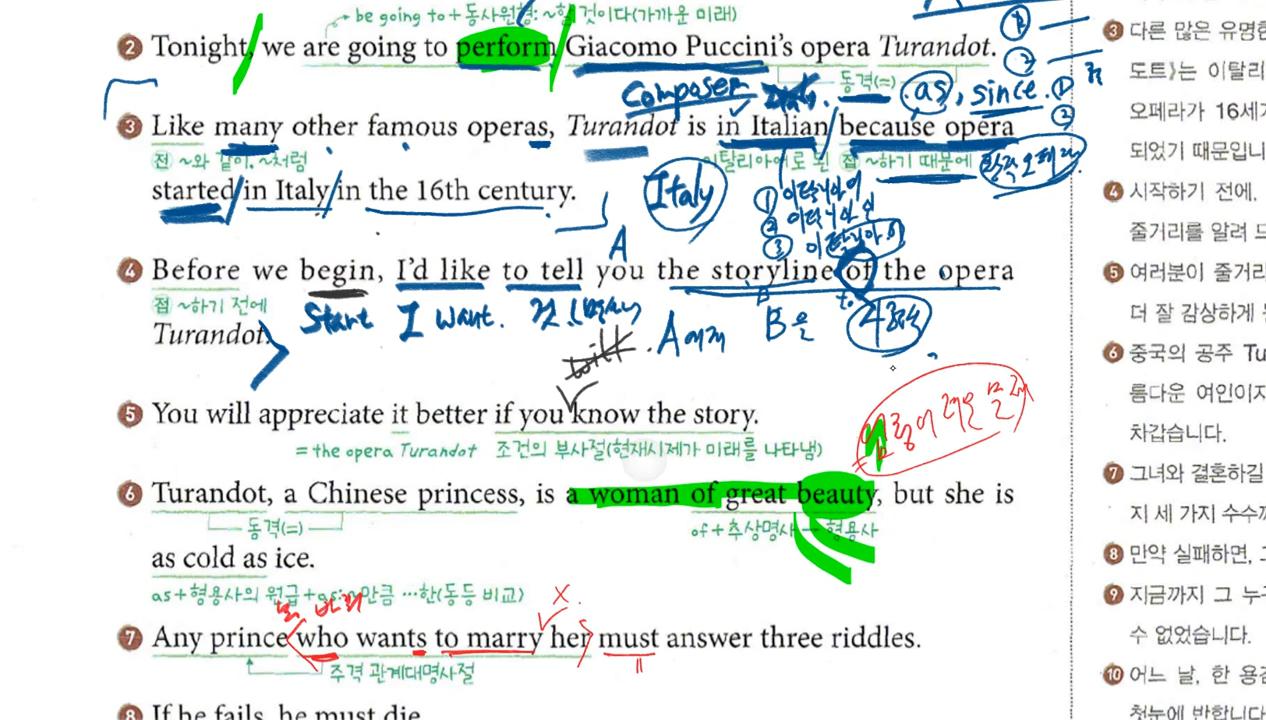 be going to + 동사원형: ~할 것이다(가까운 미래)
② Tonight, we are going to perform Giacomo Puccini's opera Turandot.
동격(=)
Composer as, since. ①
②
③ Like many other famous operas, Turandot is in Italian because opera
전 ~와 같이, ~처럼
이탈리아어로 된 접 ~하기 때문에
started in Italy in the 16th century.
Italy
①
②
③
A
④ Before we begin, I'd like to tell you the storyline of the opera
접 ~하기 전에
Start I want. 것
B to
Turandot.
A에게 B을
will
⑤ You will appreciate it better if you know the story.
= the opera Turandot 조건의 부사절(현재시제가 미래를 나타냄)
⑥ Turandot, a Chinese princess, is a woman of great beauty, but she is
동격(=)
of + 추상명사 → 형용사
as cold as ice.
as + 형용사의 원급 + as: ~만큼 …한(동등 비교)
X.
⑦ Any prince who wants to marry her must answer three riddles.
주격 관계대명사절
⑧ If he fails, he must die.
③ 다른 많은 유명한
도트》는 이탈리
오페라가 16세기
되었기 때문입니
④ 시작하기 전에,
줄거리를 알려 드
⑤ 여러분이 줄거리
더 잘 감상하게
⑥ 중국의 공주 Tu
름다운 여인이지
차갑습니다.
⑦ 그녀와 결혼하길
지 세 가지 수수께
⑧ 만약 실패하면, 그
⑨ 지금까지 그 누구
수 없었습니다.
⑩ 어느 날, 한 용감
첫눈에 반합니다